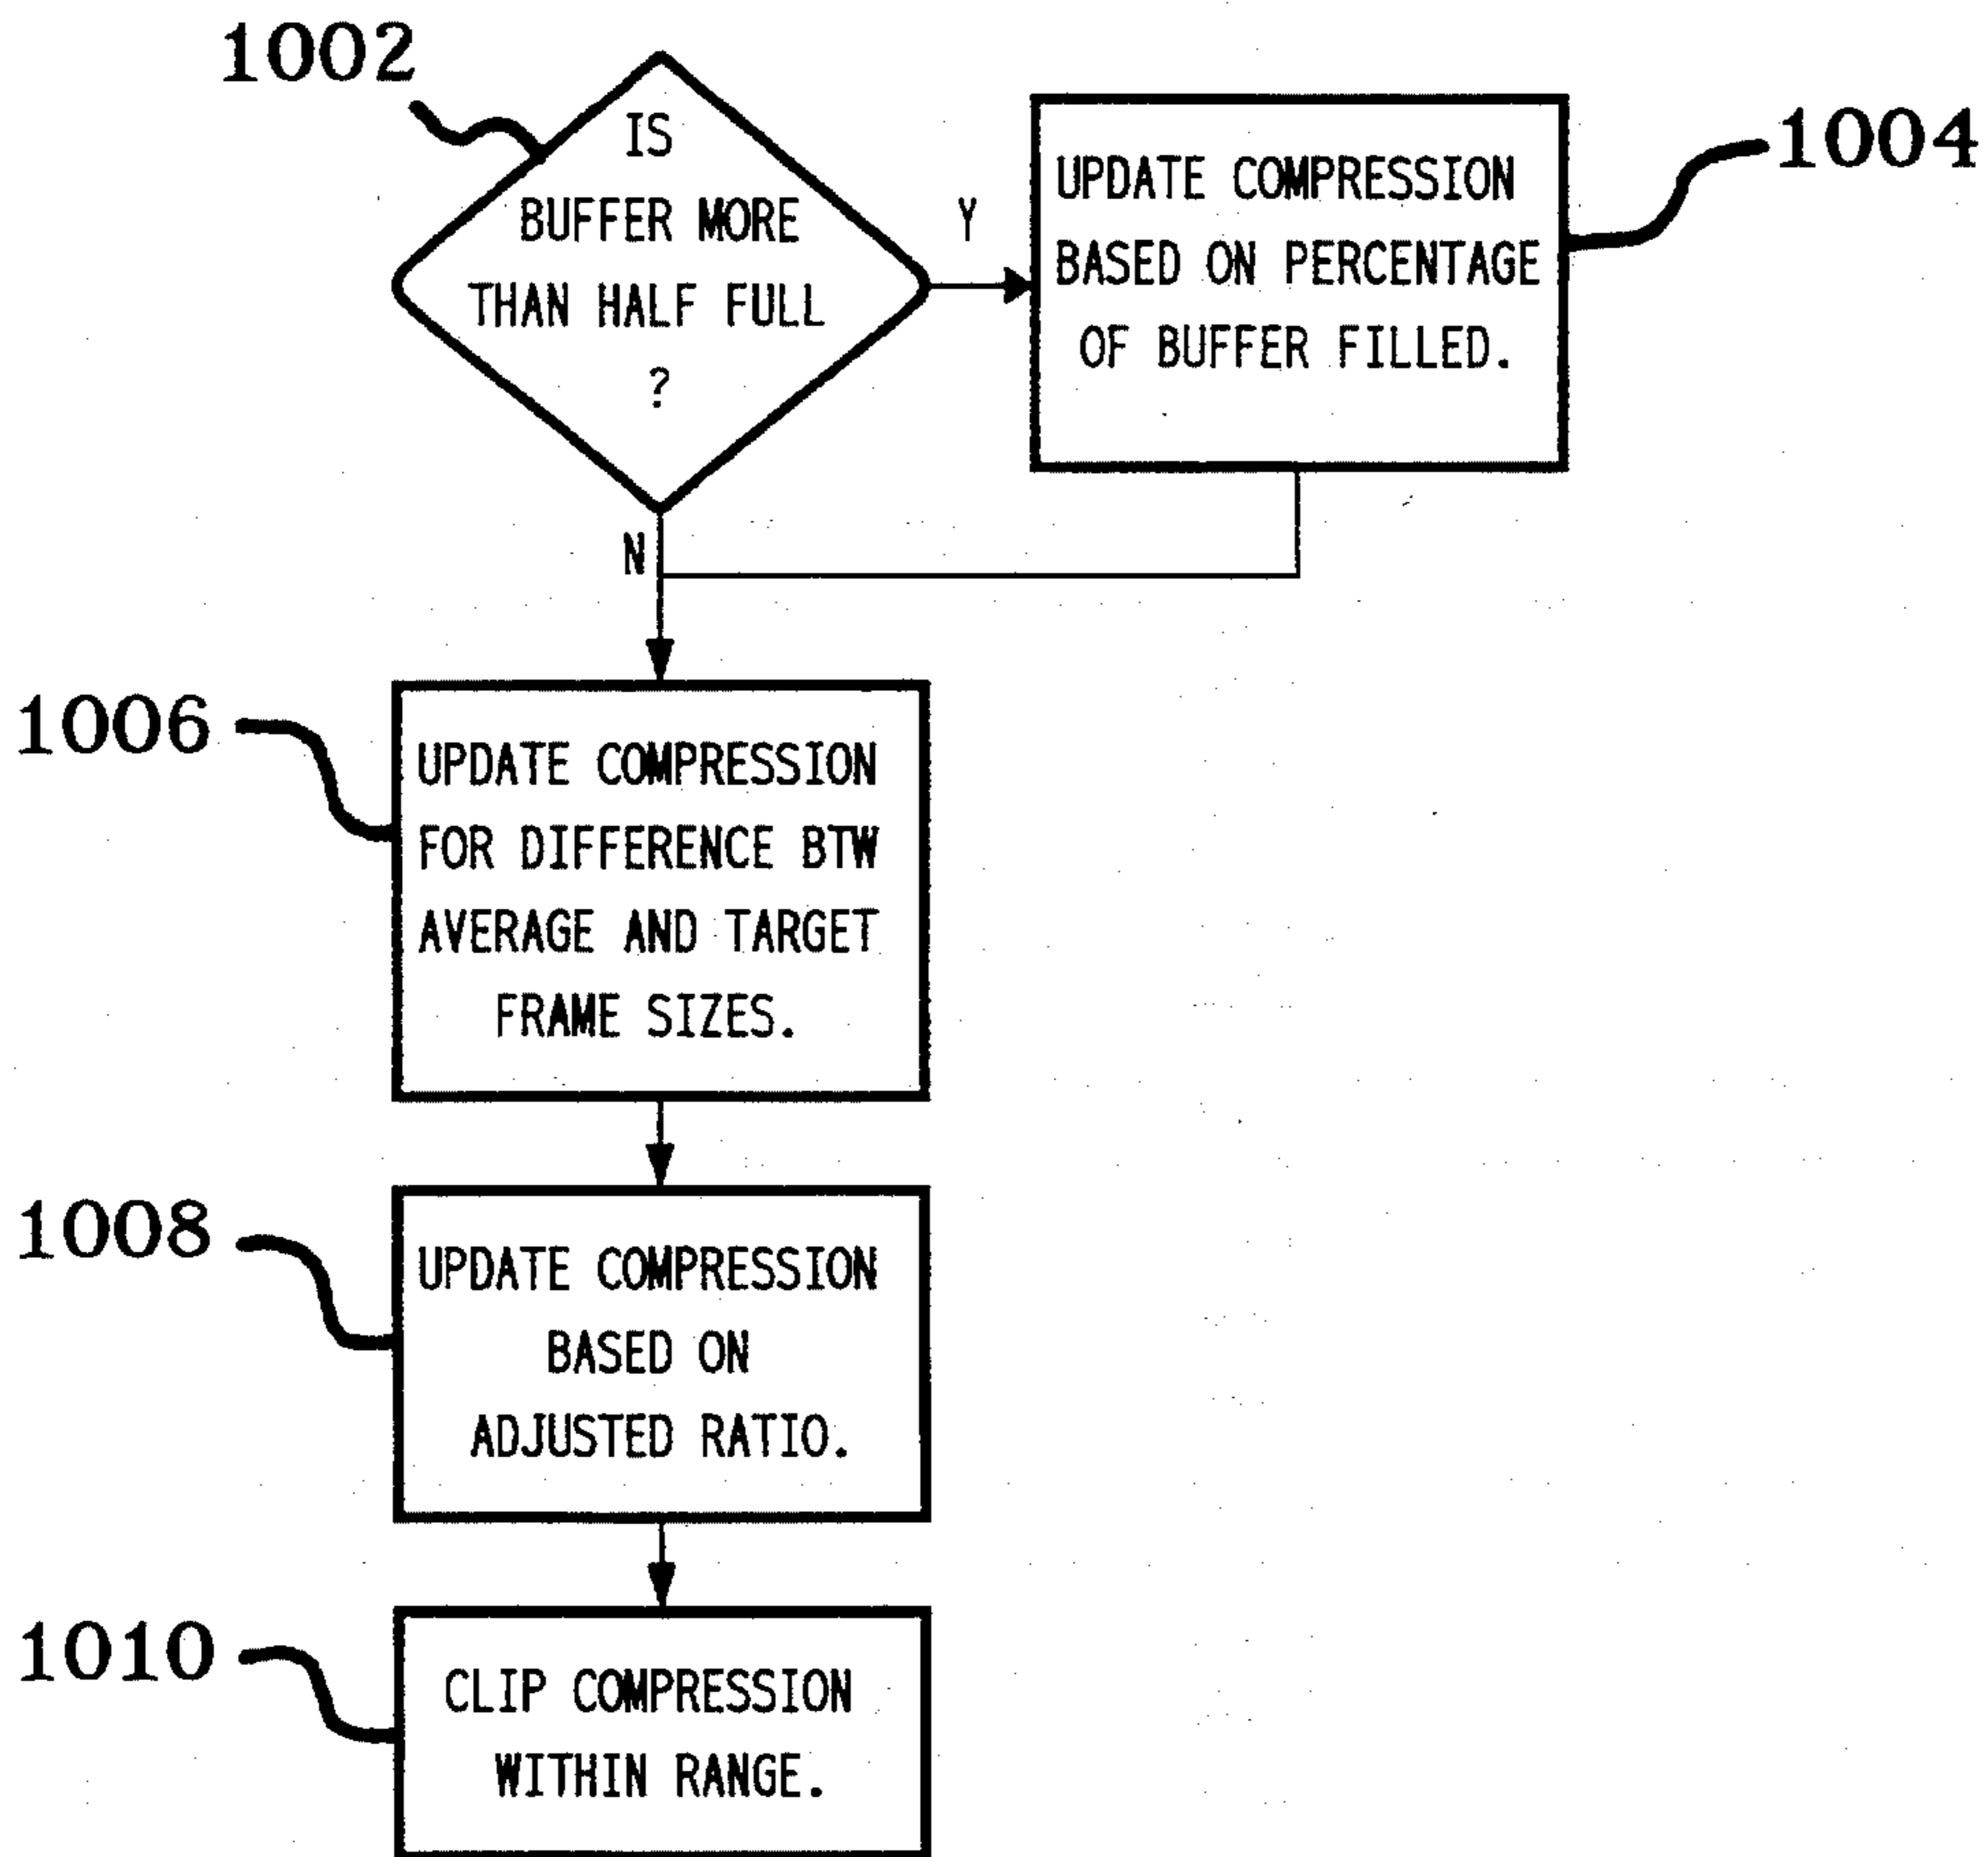 1002
IS
BUFFER MORE
THAN HALF FULL
?
Y
UPDATE COMPRESSION
BASED ON PERCENTAGE
OF BUFFER FILLED.
1004
N
1006
UPDATE COMPRESSION
FOR DIFFERENCE BTW
AVERAGE AND TARGET
FRAME SIZES.
1008
UPDATE COMPRESSION
BASED ON
ADJUSTED RATIO.
1010
CLIP COMPRESSION
WITHIN RANGE.